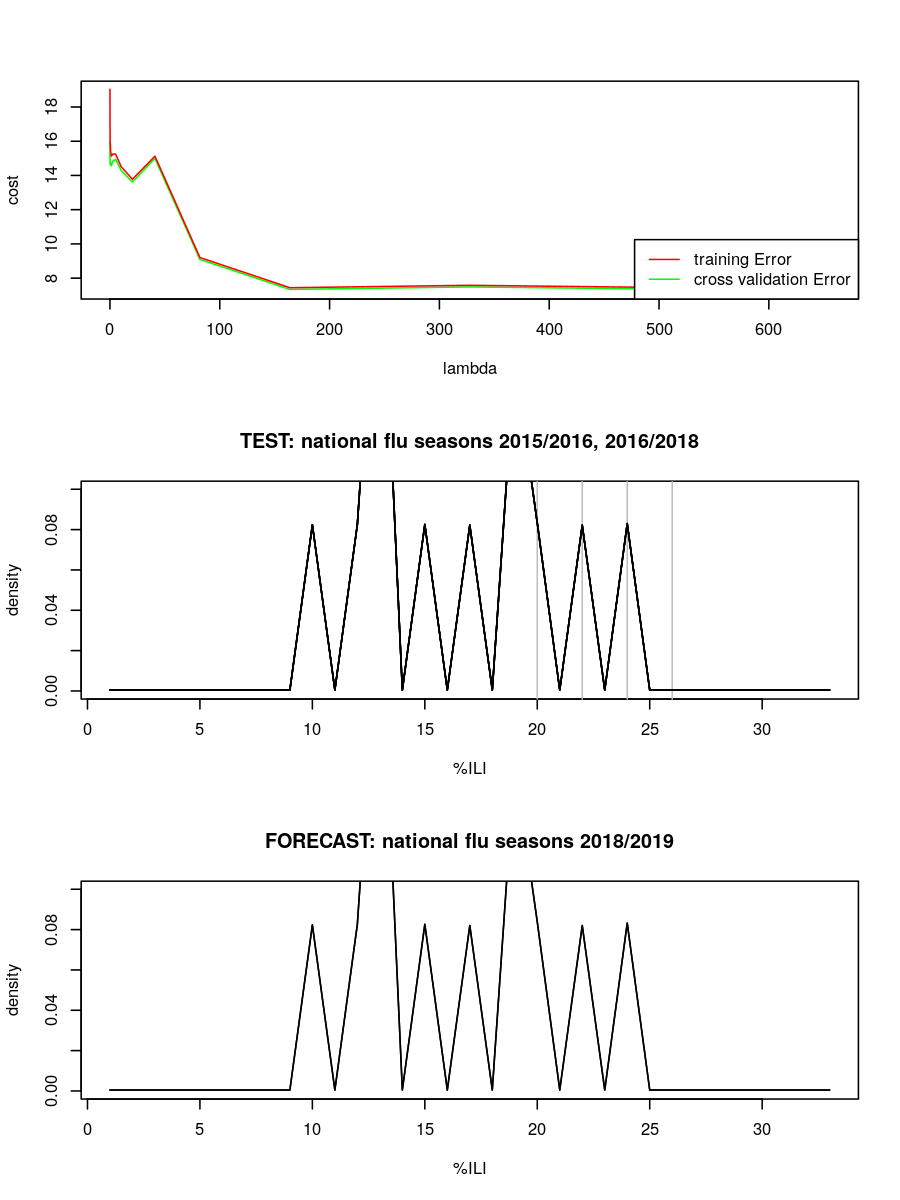 18
16
14
12
10
8
cost
training Error
cross validation Error
0 100 200 300 400 500 600
lambda
TEST: national flu seasons 2015/2016, 2016/2018
0.08
0.04
0.00
density
0 5 10 15 20 25 30
%ILI
FORECAST: national flu seasons 2018/2019
0.08
0.04
0.00
density
0 5 10 15 20 25 30
%ILI